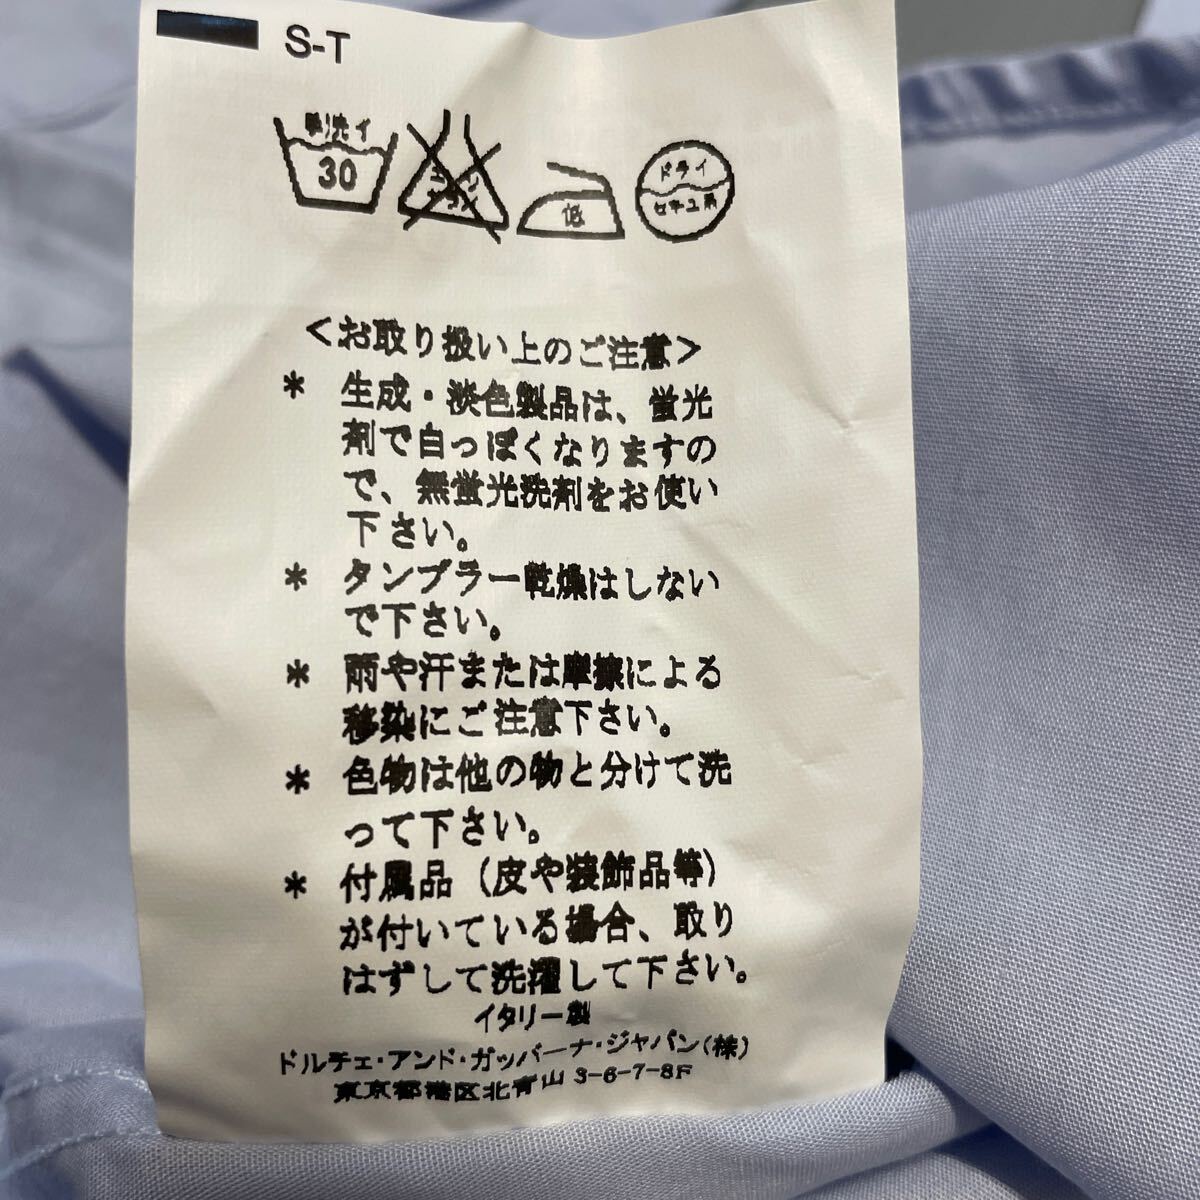 S-T
手洗イ
30
エンソサラシ
低
ドライ
セキユ系
<お取り扱い上のご注意>
* 生成・淡色製品は、蛍光
剤で白っぽくなりますの
で、無蛍光洗剤をお使い
下さい。
* タンブラー乾燥はしない
で下さい。
* 雨や汗または摩擦による
移染にご注意下さい。
* 色物は他の物と分けて洗
って下さい。
* 付属品(皮や装飾品等)
が付いている場合、取り
はずして洗濯して下さい。
イタリー製
ドルチェ・アンド・ガッバーナ・ジャパン(株)
東京都港区北青山 3-6-7-8F